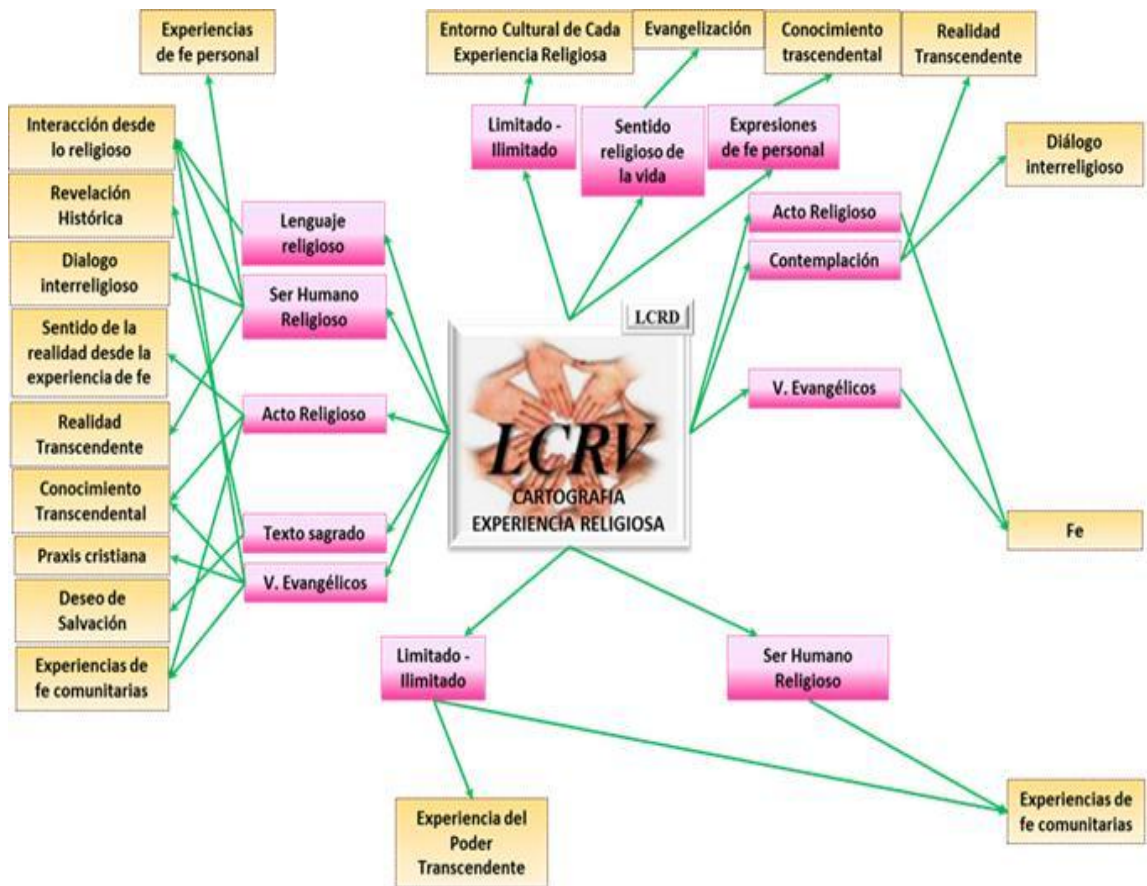 Experiencias
de fe personal
Entorno Cultural de Cada
Experiencia Religiosa
Evangelización
Conocimiento
trascendental
Realidad
Transcendente
Interacción desde
lo religioso
Limitado -
Ilimitado
Sentido
religioso de
la vida
Expresiones
de fe personal
Diálogo
interreligioso
Revelación
Histórica
Lenguaje
religioso
Acto Religioso
Contemplación
Dialogo
interreligioso
Ser Humano
Religioso
LCRD
Sentido de la
realidad desde la
experiencia de fe
Acto Religioso
V. Evangélicos
Realidad
Transcendente
LCRV
CARTOGRAFIA
EXPERIENCIA RELIGIOSA
Conocimiento
Transcendental
Texto sagrado
Fe
Praxis cristiana
V. Evangélicos
Deseo de
Salvación
Experiencias de
fe comunitarias
Limitado -
Ilimitado
Ser Humano
Religioso
Experiencia del
Poder
Transcendente
Experiencias de
fe comunitarias